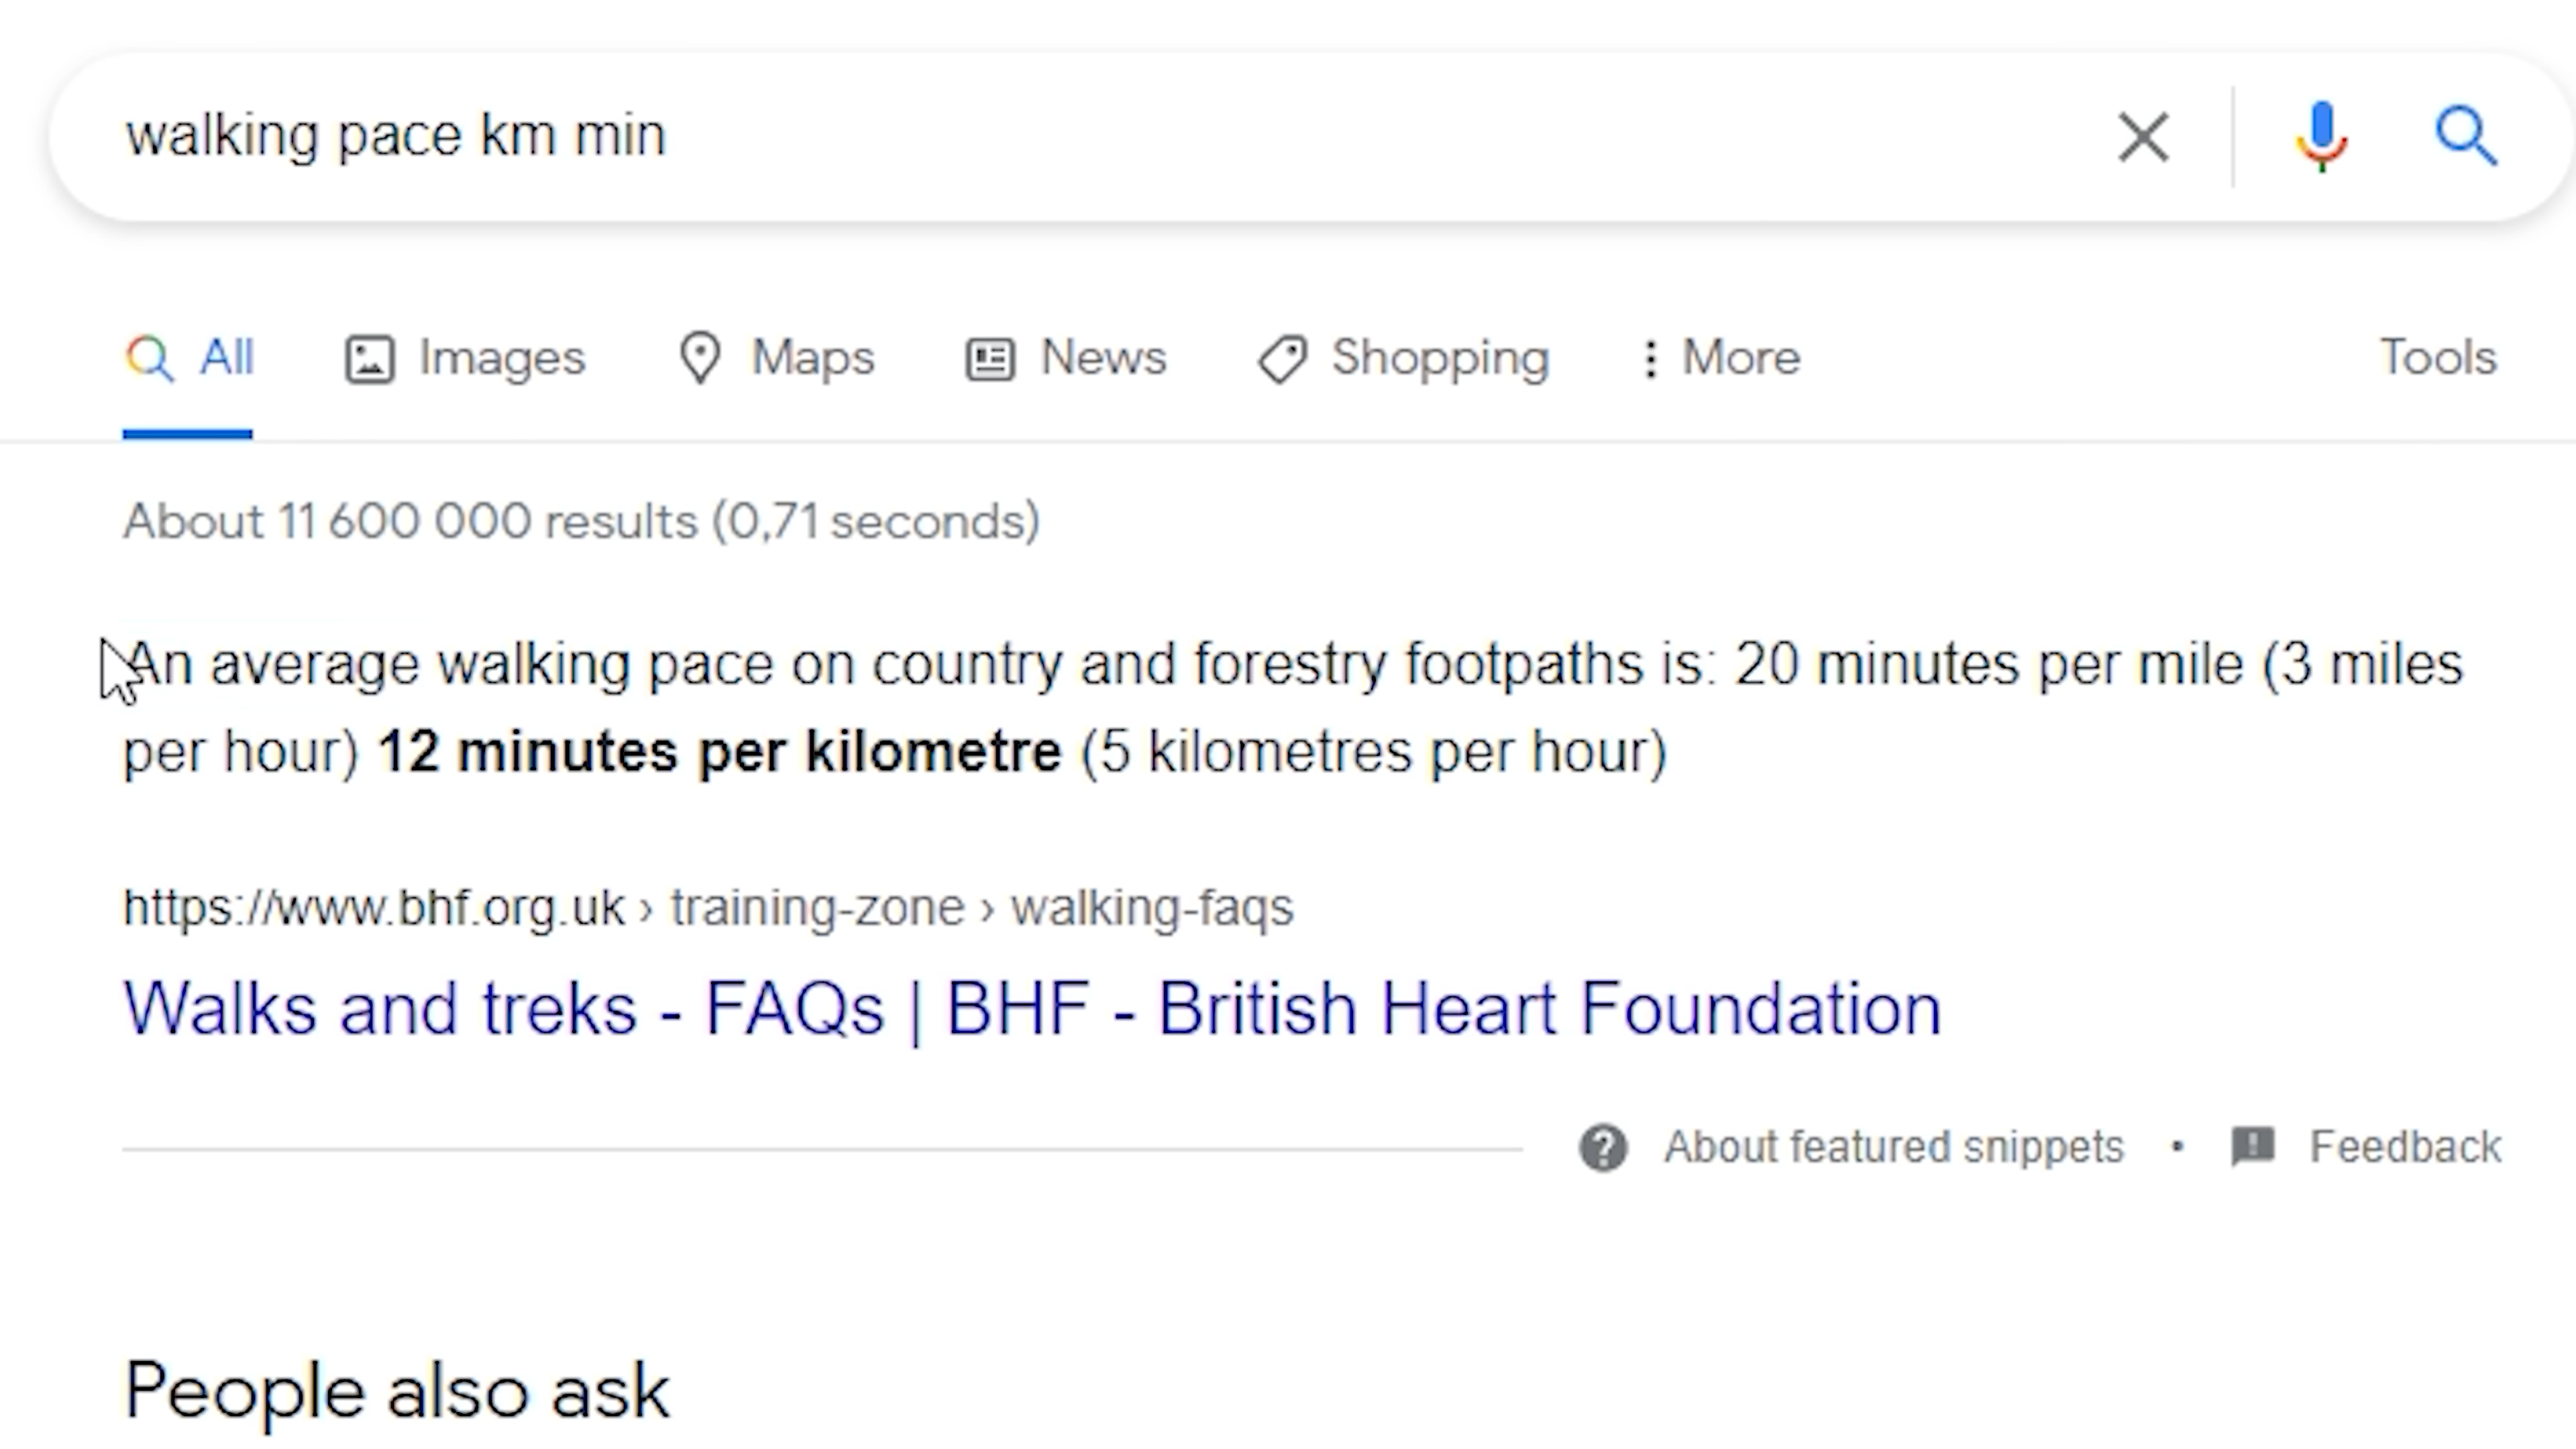 walking pace km min
All Images Maps News Shopping More Tools
About 11 600 000 results (0,71 seconds)
An average walking pace on country and forestry footpaths is: 20 minutes per mile (3 miles
per hour) 12 minutes per kilometre (5 kilometres per hour)
https://www.bhf.org.uk › training-zone › walking-faqs
Walks and treks - FAQs | BHF - British Heart Foundation
About featured snippets • Feedback
People also ask